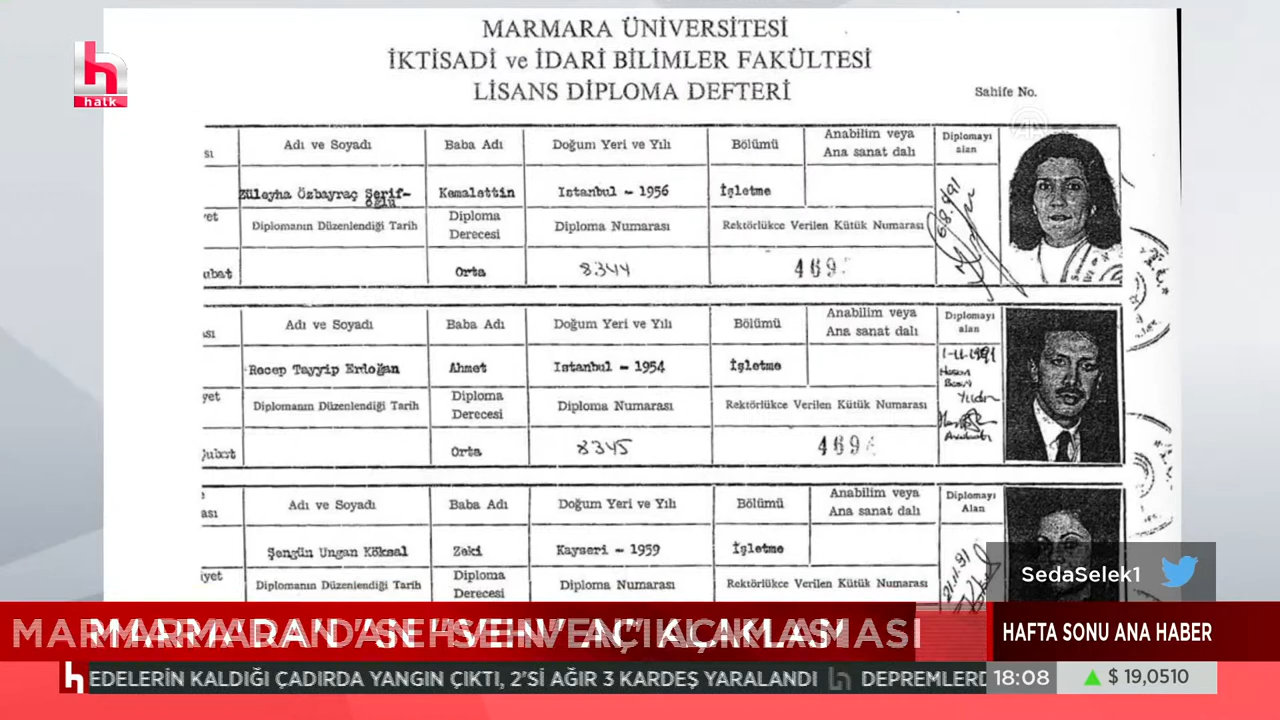 MARMARA ÜNİVERSİTESİ
İKTİSADİ ve İDARİ BİLİMLER FAKÜLTESİ
LİSANS DİPLOMA DEFTERİ
Sahife No.
halk
Adı ve Soyadı Baba Adı Doğum Yeri ve Yılı Bölümü Anabilim veya Ana sanat dalı Diplomayı alan
Züleyha Özbayraç Şerif-
oğlu
Kemalettin Istanbul - 1956 İşletme
Diplomanın Düzenlendiği Tarih Diploma Derecesi Diploma Numarası Rektörlükce Verilen Kütük Numarası
Orta 8344 469
Adı ve Soyadı Baba Adı Doğum Yeri ve Yılı Bölümü Anabilim veya Ana sanat dalı Diplomayı alan
Recep Tayyip Erdoğan Ahmet Istanbul - 1954 İşletme
1-11-1991
Hasan
Yıldır
Diplomanın Düzenlendiği Tarih Diploma Derecesi Diploma Numarası Rektörlükce Verilen Kütük Numarası
Orta 8345 469
Adı ve Soyadı Baba Adı Doğum Yeri ve Yılı Bölümü Anabilim veya Ana sanat dalı Diplomayı Alan
Şengün Ungan Köksal Zeki Kayseri - 1959 İşletme
Diplomanın Düzenlendiği Tarih Diploma Derecesi Diploma Numarası Rektörlükce Verilen Kütük Numarası
SedaSelek1
HAFTA SONU ANA HABER
EDELERİN KALDIĞI ÇADIRDA YANGIN ÇIKTI, 2'Sİ AĞIR 3 KARDEŞ YARALANDI DEPREMLERD
18:08 $ 19,0510